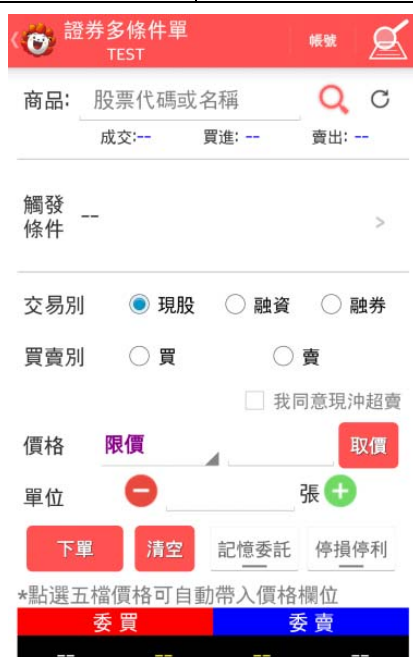 證券多條件單
TEST
帳號
商品: 股票代碼或名稱
成交:-- 買進: -- 賣出: --
觸發
條件 -- >
交易別 現股 融資 融券
買賣別 買 賣
我同意現沖超賣
價格 限價 取價
單位 張
下單 清空 記憶委託 停損停利
*點選五檔價格可自動帶入價格欄位
委買 委賣
-- -- -- --